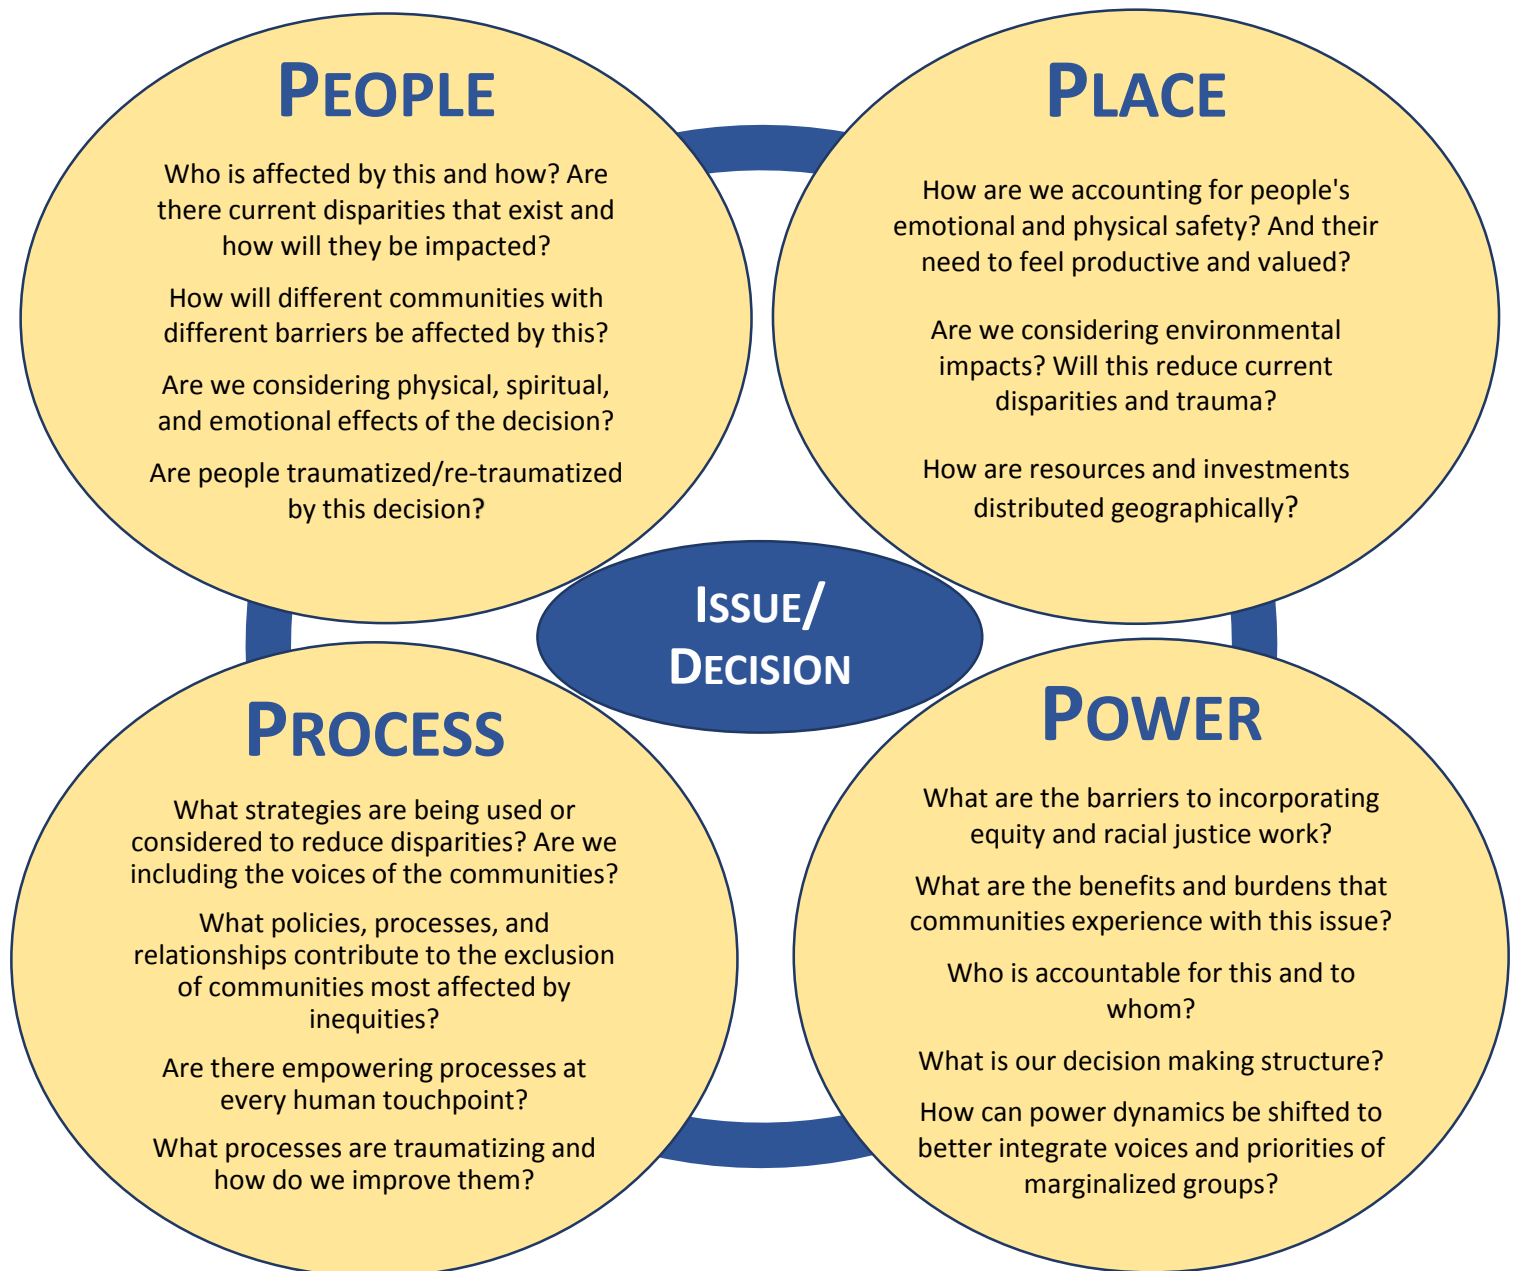 PEOPLE
Who is affected by this and how? Are
there current disparities that exist and
how will they be impacted?
How will different communities with
different barriers be affected by this?
Are we considering physical, spiritual,
and emotional effects of the decision?
Are people traumatized/re-traumatized
by this decision?
PLACE
How are we accounting for people's
emotional and physical safety? And their
need to feel productive and valued?
Are we considering environmental
impacts? Will this reduce current
disparities and trauma?
How are resources and investments
distributed geographically?
ISSUE/
DECISION
PROCESS
What strategies are being used or
considered to reduce disparities? Are we
including the voices of the communities?
What policies, processes, and
relationships contribute to the exclusion
of communities most affected by
inequities?
Are there empowering processes at
every human touchpoint?
What processes are traumatizing and
how do we improve them?
POWER
What are the barriers to incorporating
equity and racial justice work?
What are the benefits and burdens that
communities experience with this issue?
Who is accountable for this and to
whom?
What is our decision making structure?
How can power dynamics be shifted to
better integrate voices and priorities of
marginalized groups?